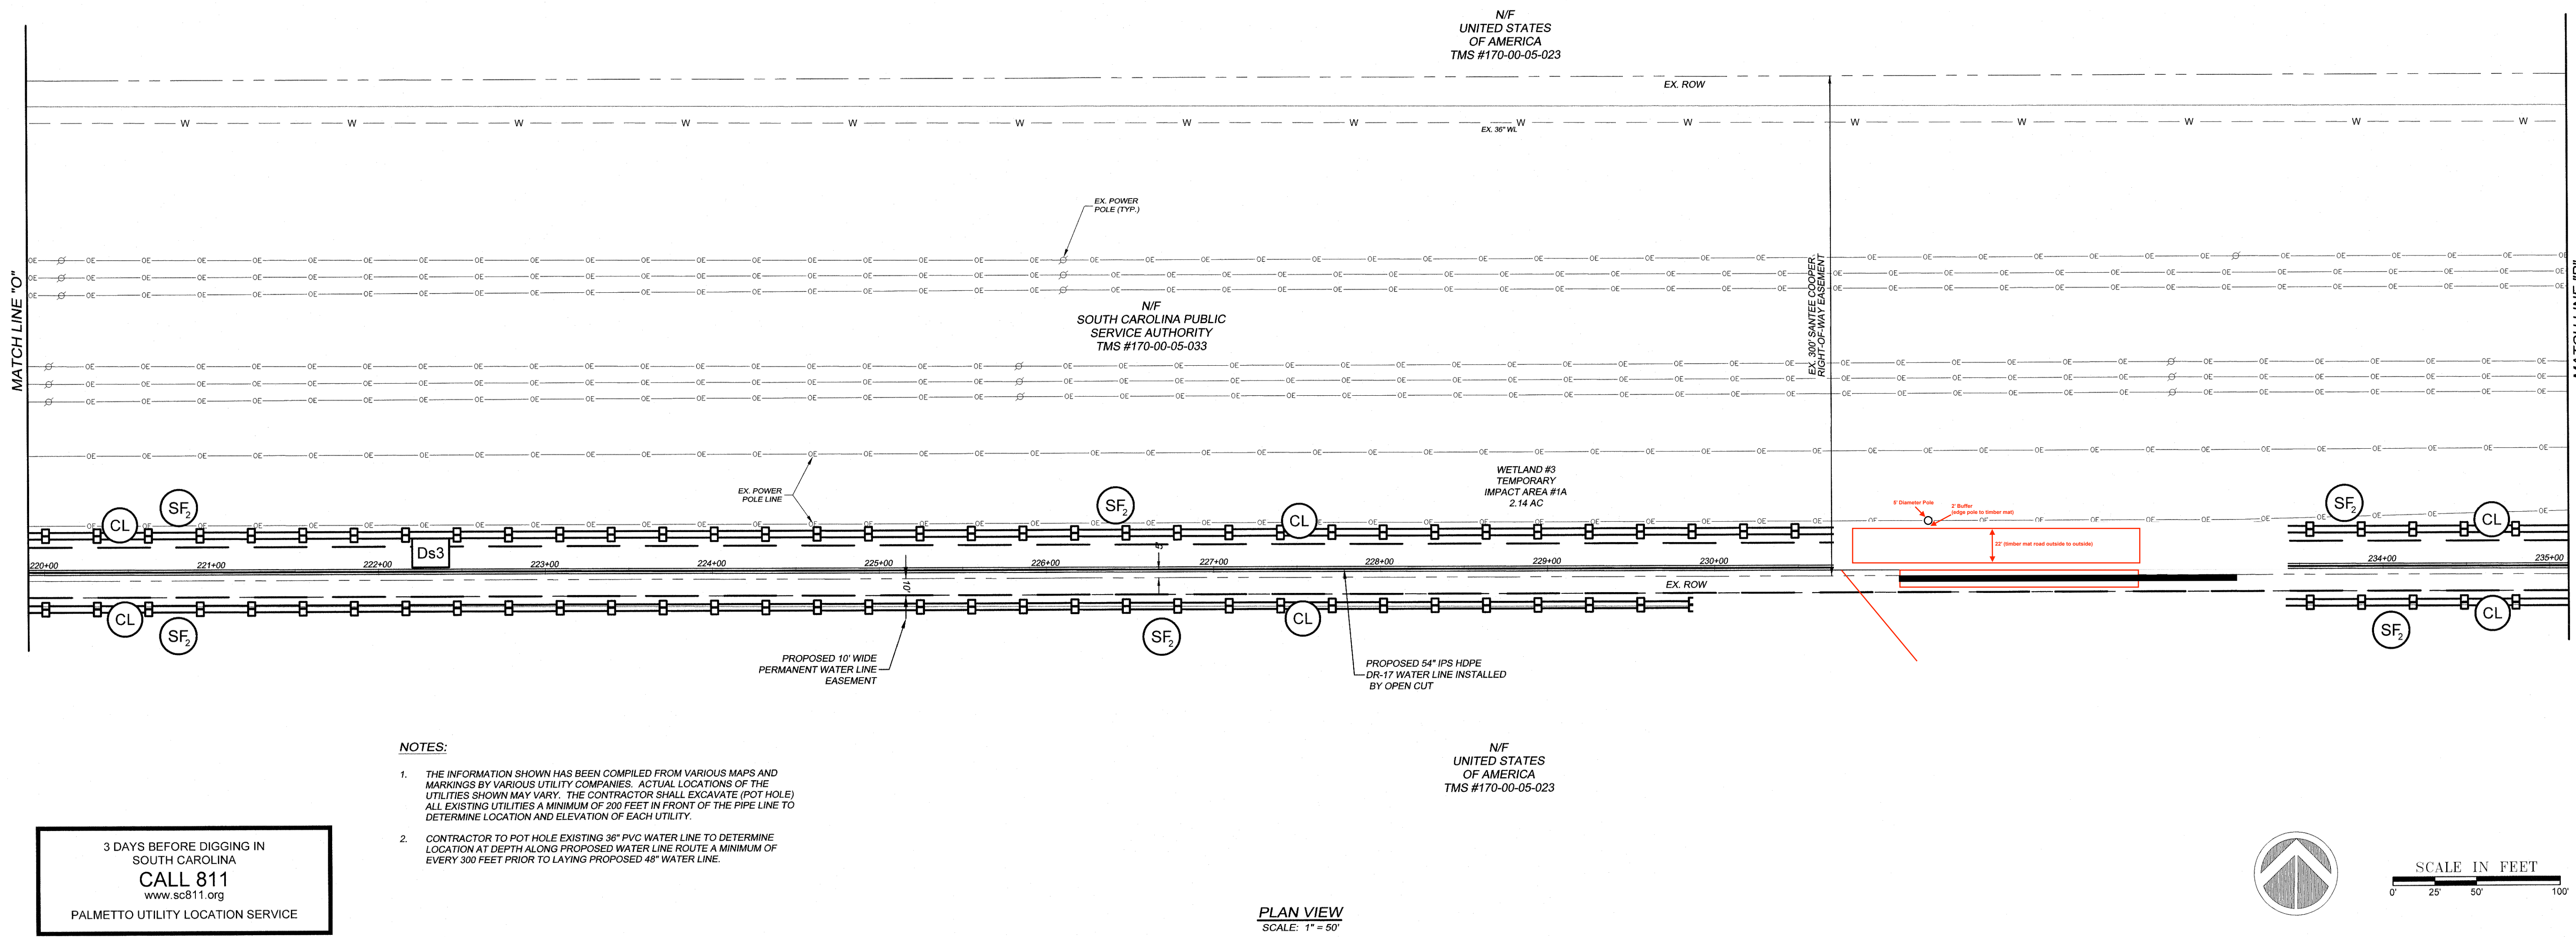 N/F
UNITED STATES
OF AMERICA
TMS #170-00-05-023
EX. ROW
W W W W W W W W W W W W W W W
EX. 36" WL
EX. POWER
POLE (TYP.)
MATCH LINE "O"
N/F
SOUTH CAROLINA PUBLIC
SERVICE AUTHORITY
TMS #170-00-05-033
EX. 300' SANTEE COOPER
RIGHT-OF-WAY EASEMENT
EX. POWER
POLE LINE
WETLAND #3
TEMPORARY
IMPACT AREA #1A
2.14 AC
5' Diameter Pole
2' Buffer
(edge pole to timber mat)
22' (timber mat road outside to outside)
CL
SF2
SF2
CL
SF2
CL
Ds3
220+00 221+00 222+00 223+00 224+00 225+00 226+00 227+00 228+00 229+00 230+00 234+00 235+00
10'
EX. ROW
CL
SF2
SF2
CL
SF2
CL
PROPOSED 10' WIDE
PERMANENT WATER LINE
EASEMENT
PROPOSED 54" IPS HDPE
DR-17 WATER LINE INSTALLED
BY OPEN CUT
N/F
UNITED STATES
OF AMERICA
TMS #170-00-05-023
NOTES:
1. THE INFORMATION SHOWN HAS BEEN COMPILED FROM VARIOUS MAPS AND
MARKINGS BY VARIOUS UTILITY COMPANIES. ACTUAL LOCATIONS OF THE
UTILITIES SHOWN MAY VARY. THE CONTRACTOR SHALL EXCAVATE (POT HOLE)
ALL EXISTING UTILITIES A MINIMUM OF 200 FEET IN FRONT OF THE PIPE LINE TO
DETERMINE LOCATION AND ELEVATION OF EACH UTILITY.
2. CONTRACTOR TO POT HOLE EXISTING 36" PVC WATER LINE TO DETERMINE
LOCATION AT DEPTH ALONG PROPOSED WATER LINE ROUTE A MINIMUM OF
EVERY 300 FEET PRIOR TO LAYING PROPOSED 48" WATER LINE.
3 DAYS BEFORE DIGGING IN
SOUTH CAROLINA
CALL 811
www.sc811.org
PALMETTO UTILITY LOCATION SERVICE
PLAN VIEW
SCALE: 1" = 50'
SCALE IN FEET
0' 25' 50' 100'